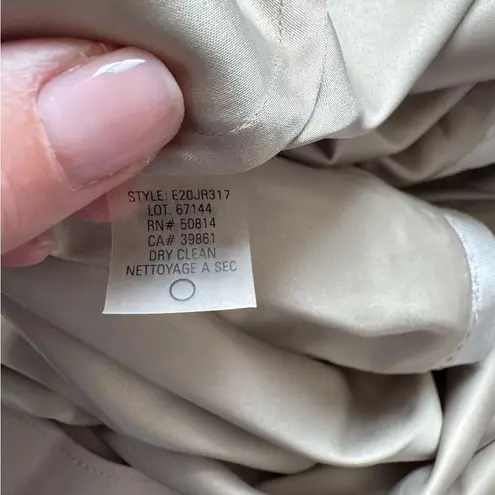 STYLE: E20JR317
LOT. 67144
RN# 50814
CA# 39861
DRY CLEAN
NETTOYAGE A SEC